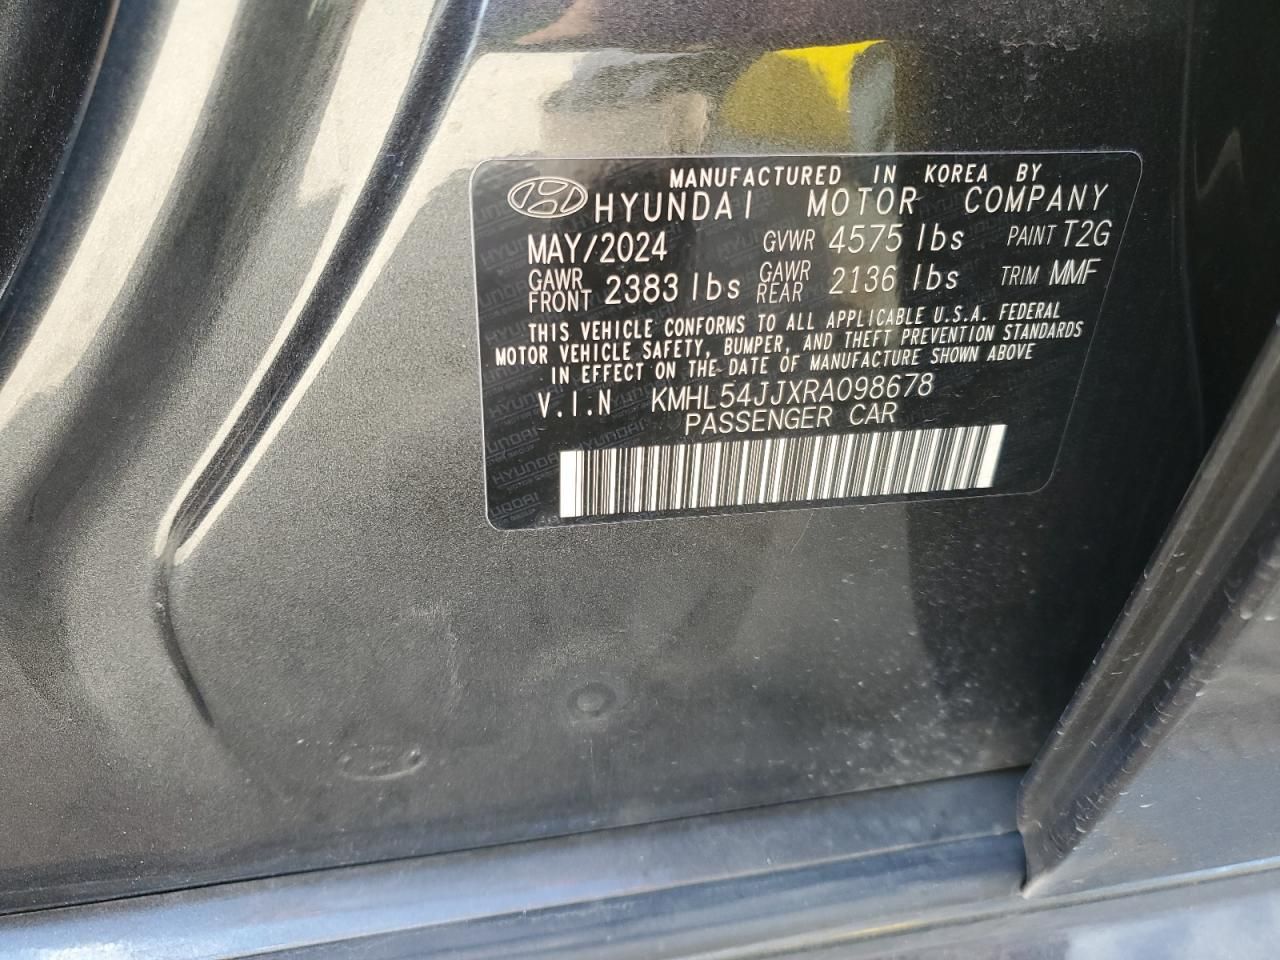 MANUFACTURED IN KOREA BY
HYUNDAI MOTOR COMPANY
MAY/2024 GVWR 4575 lbs PAINT T2G
GAWR FRONT 2383 lbs GAWR REAR 2136 lbs TRIM MMF
THIS VEHICLE CONFORMS TO ALL APPLICABLE U.S.A. FEDERAL
MOTOR VEHICLE SAFETY, BUMPER, AND THEFT PREVENTION STANDARDS
IN EFFECT ON THE DATE OF MANUFACTURE SHOWN ABOVE
V.I.N KMHL54JJXRA098678
PASSENGER CAR